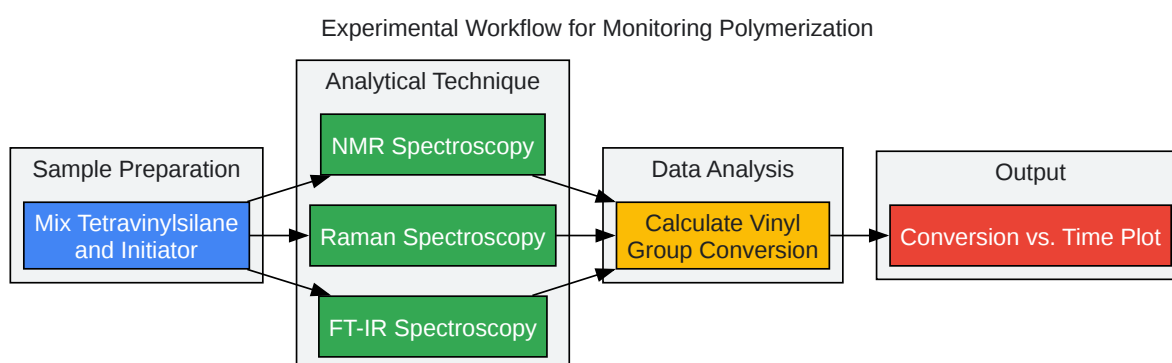 Experimental Workflow for Monitoring Polymerization
Sample Preparation
Mix Tetravinylsilane
and Initiator
Analytical Technique
NMR Spectroscopy
Raman Spectroscopy
FT-IR Spectroscopy
Data Analysis
Calculate Vinyl
Group Conversion
Output
Conversion vs. Time Plot